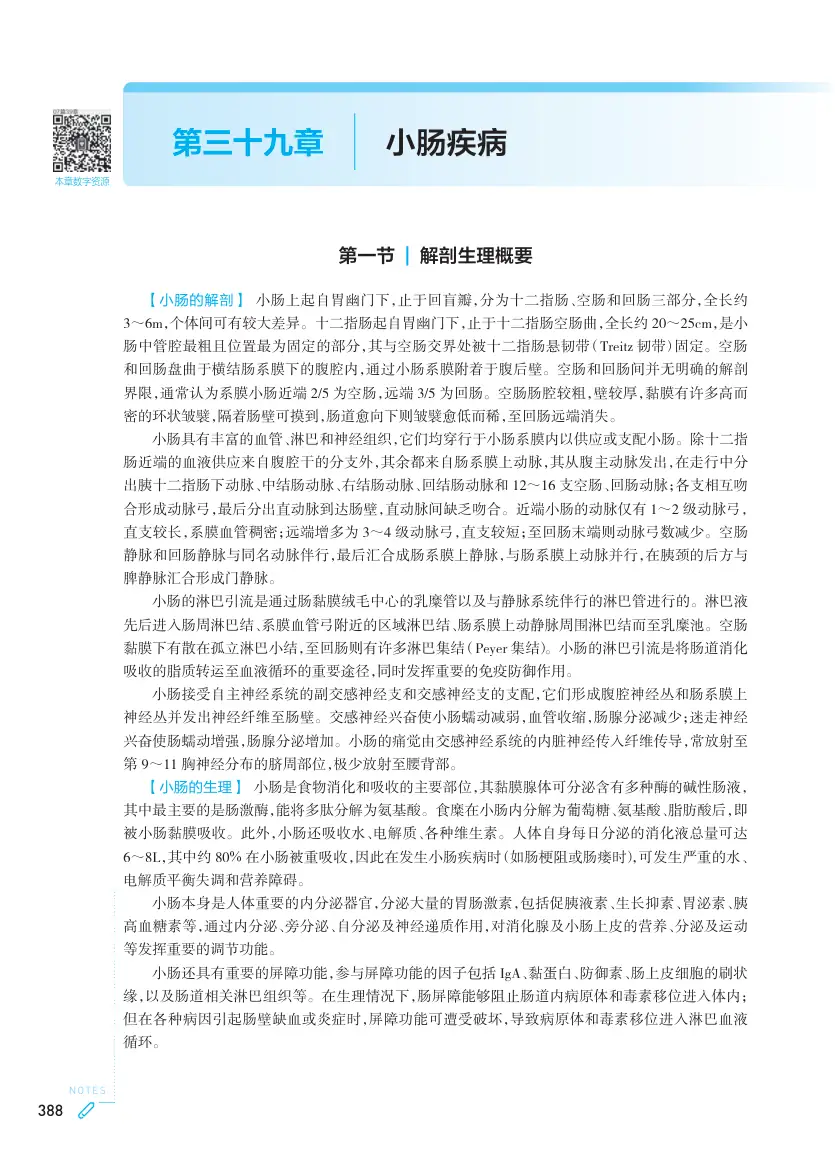 本章数字资源
第三十九章
小肠疾病
第一节 | 解剖生理概要
【小肠的解剖】 小肠上起自胃幽门下，止于回盲瓣，分为十二指肠、空肠和回肠三部分，全长约
3～6m，个体间可有较大差异。十二指肠起自胃幽门下，止于十二指肠空肠曲，全长约 20～25cm，是小
肠中管腔最粗且位置最为固定的部分，其与空肠交界处被十二指肠悬韧带（Treitz 韧带）固定。空肠
和回肠盘曲于横结肠系膜下的腹腔内，通过小肠系膜附着于腹后壁。空肠和回肠间并无明确的解剖
界限，通常认为系膜小肠近端 2/5 为空肠，远端 3/5 为回肠。空肠肠腔较粗，壁较厚，黏膜有许多高而
密的环状皱襞，隔着肠壁可摸到，肠道愈向下则皱襞愈低而稀，至回肠远端消失。
小肠具有丰富的血管、淋巴和神经组织，它们均穿行于小肠系膜内以供应或支配小肠。除十二指
肠近端的血液供应来自腹腔干的分支外，其余都来自肠系膜上动脉，其从腹主动脉发出，在走行中分
出胰十二指肠下动脉、中结肠动脉、右结肠动脉、回结肠动脉和 12～16 支空肠、回肠动脉；各支相互吻
合形成动脉弓，最后分出直动脉到达肠壁，直动脉间缺乏吻合。近端小肠的动脉仅有 1～2 级动脉弓，
直支较长，系膜血管稠密；远端增多为 3～4 级动脉弓，直支较短；至回肠末端则动脉弓数减少。空肠
静脉和回肠静脉与同名动脉伴行，最后汇合成肠系膜上静脉，与肠系膜上动脉并行，在胰颈的后方与
脾静脉汇合形成门静脉。
小肠的淋巴引流是通过肠黏膜绒毛中心的乳糜管以及与静脉系统伴行的淋巴管进行的。淋巴液
先后进入肠周淋巴结、系膜血管弓附近的区域淋巴结、肠系膜上动静脉周围淋巴结而至乳糜池。空肠
黏膜下有散在孤立淋巴小结，至回肠则有许多淋巴集结（Peyer 集结）。小肠的淋巴引流是将肠道消化
吸收的脂质转运至血液循环的重要途径，同时发挥重要的免疫防御作用。
小肠接受自主神经系统的副交感神经支和交感神经支的支配，它们形成腹腔神经丛和肠系膜上
神经丛并发出神经纤维至肠壁。交感神经兴奋使小肠蠕动减弱，血管收缩，肠腺分泌减少；迷走神经
兴奋使肠蠕动增强，肠腺分泌增加。小肠的痛觉由交感神经系统的内脏神经传入纤维传导，常放射至
第 9～11 胸神经分布的脐周部位，极少放射至腰背部。
【小肠的生理】 小肠是食物消化和吸收的主要部位，其黏膜腺体可分泌含有多种酶的碱性肠液，
其中最主要的是肠激酶，能将多肽分解为氨基酸。食糜在小肠内分解为葡萄糖、氨基酸、脂肪酸后，即
被小肠黏膜吸收。此外，小肠还吸收水、电解质、各种维生素。人体自身每日分泌的消化液总量可达
6～8L，其中约 80% 在小肠被重吸收，因此在发生小肠疾病时（如肠梗阻或肠瘘时），可发生严重的水、
电解质平衡失调和营养障碍。
小肠本身是人体重要的内分泌器官，分泌大量的胃肠激素，包括促胰液素、生长抑素、胃泌素、胰
高血糖素等，通过内分泌、旁分泌、自分泌及神经递质作用，对消化腺及小肠上皮的营养、分泌及运动
等发挥重要的调节功能。
小肠还具有重要的屏障功能，参与屏障功能的因子包括 IgA、黏蛋白、防御素、肠上皮细胞的刷状
缘，以及肠道相关淋巴组织等。在生理情况下，肠屏障能够阻止肠道内病原体和毒素移位进入体内；
但在各种病因引起肠壁缺血或炎症时，屏障功能可遭受破坏，导致病原体和毒素移位进入淋巴血液
循环。
NOTES
388